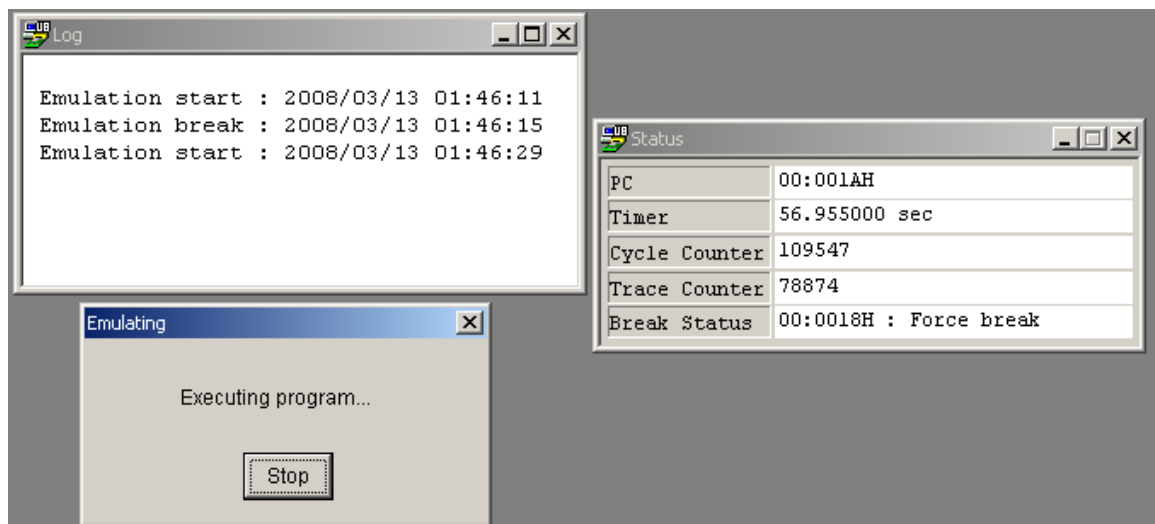 Log
Emulation start : 2008/03/13 01:46:11
Emulation break : 2008/03/13 01:46:15
Emulation start : 2008/03/13 01:46:29
Status
PC 00:001AH
Timer 56.955000 sec
Cycle Counter 109547
Trace Counter 78874
Break Status 00:0018H : Force break
Emulating
Executing program...
Stop